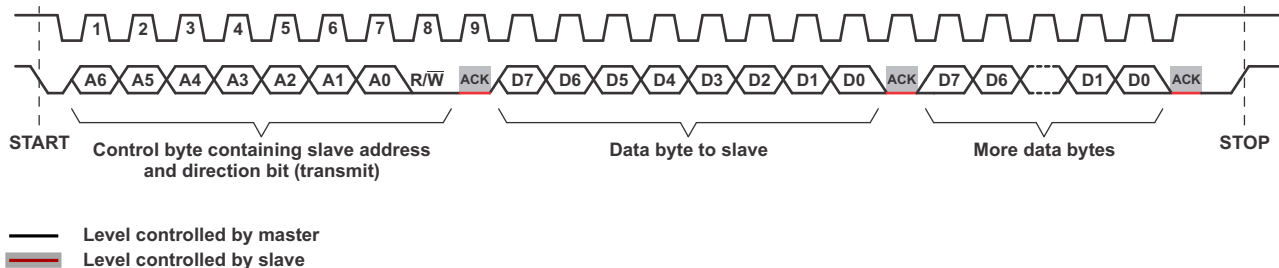 1 2 3 4 5 6 7 8 9
A6 A5 A4 A3 A2 A1 A0 R/W̅ ACK D7 D6 D5 D4 D3 D2 D1 D0 ACK D7 D6 D1 D0 ACK
START Control byte containing slave address Data byte to slave More data bytes STOP
and direction bit (transmit)
Level controlled by master
Level controlled by slave